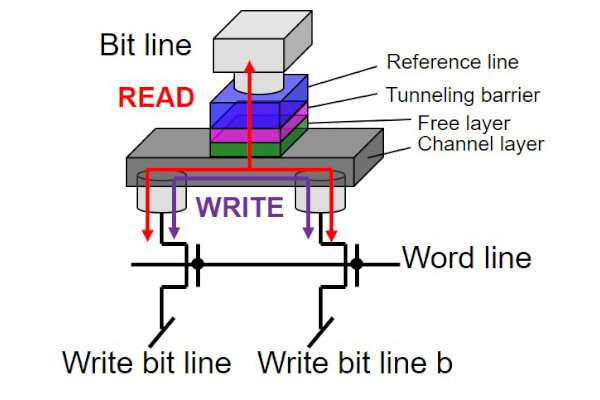 Bit line
Reference line
READ
Tunneling barrier
Free layer
Channel layer
WRITE
Word line
Write bit line
Write bit line b